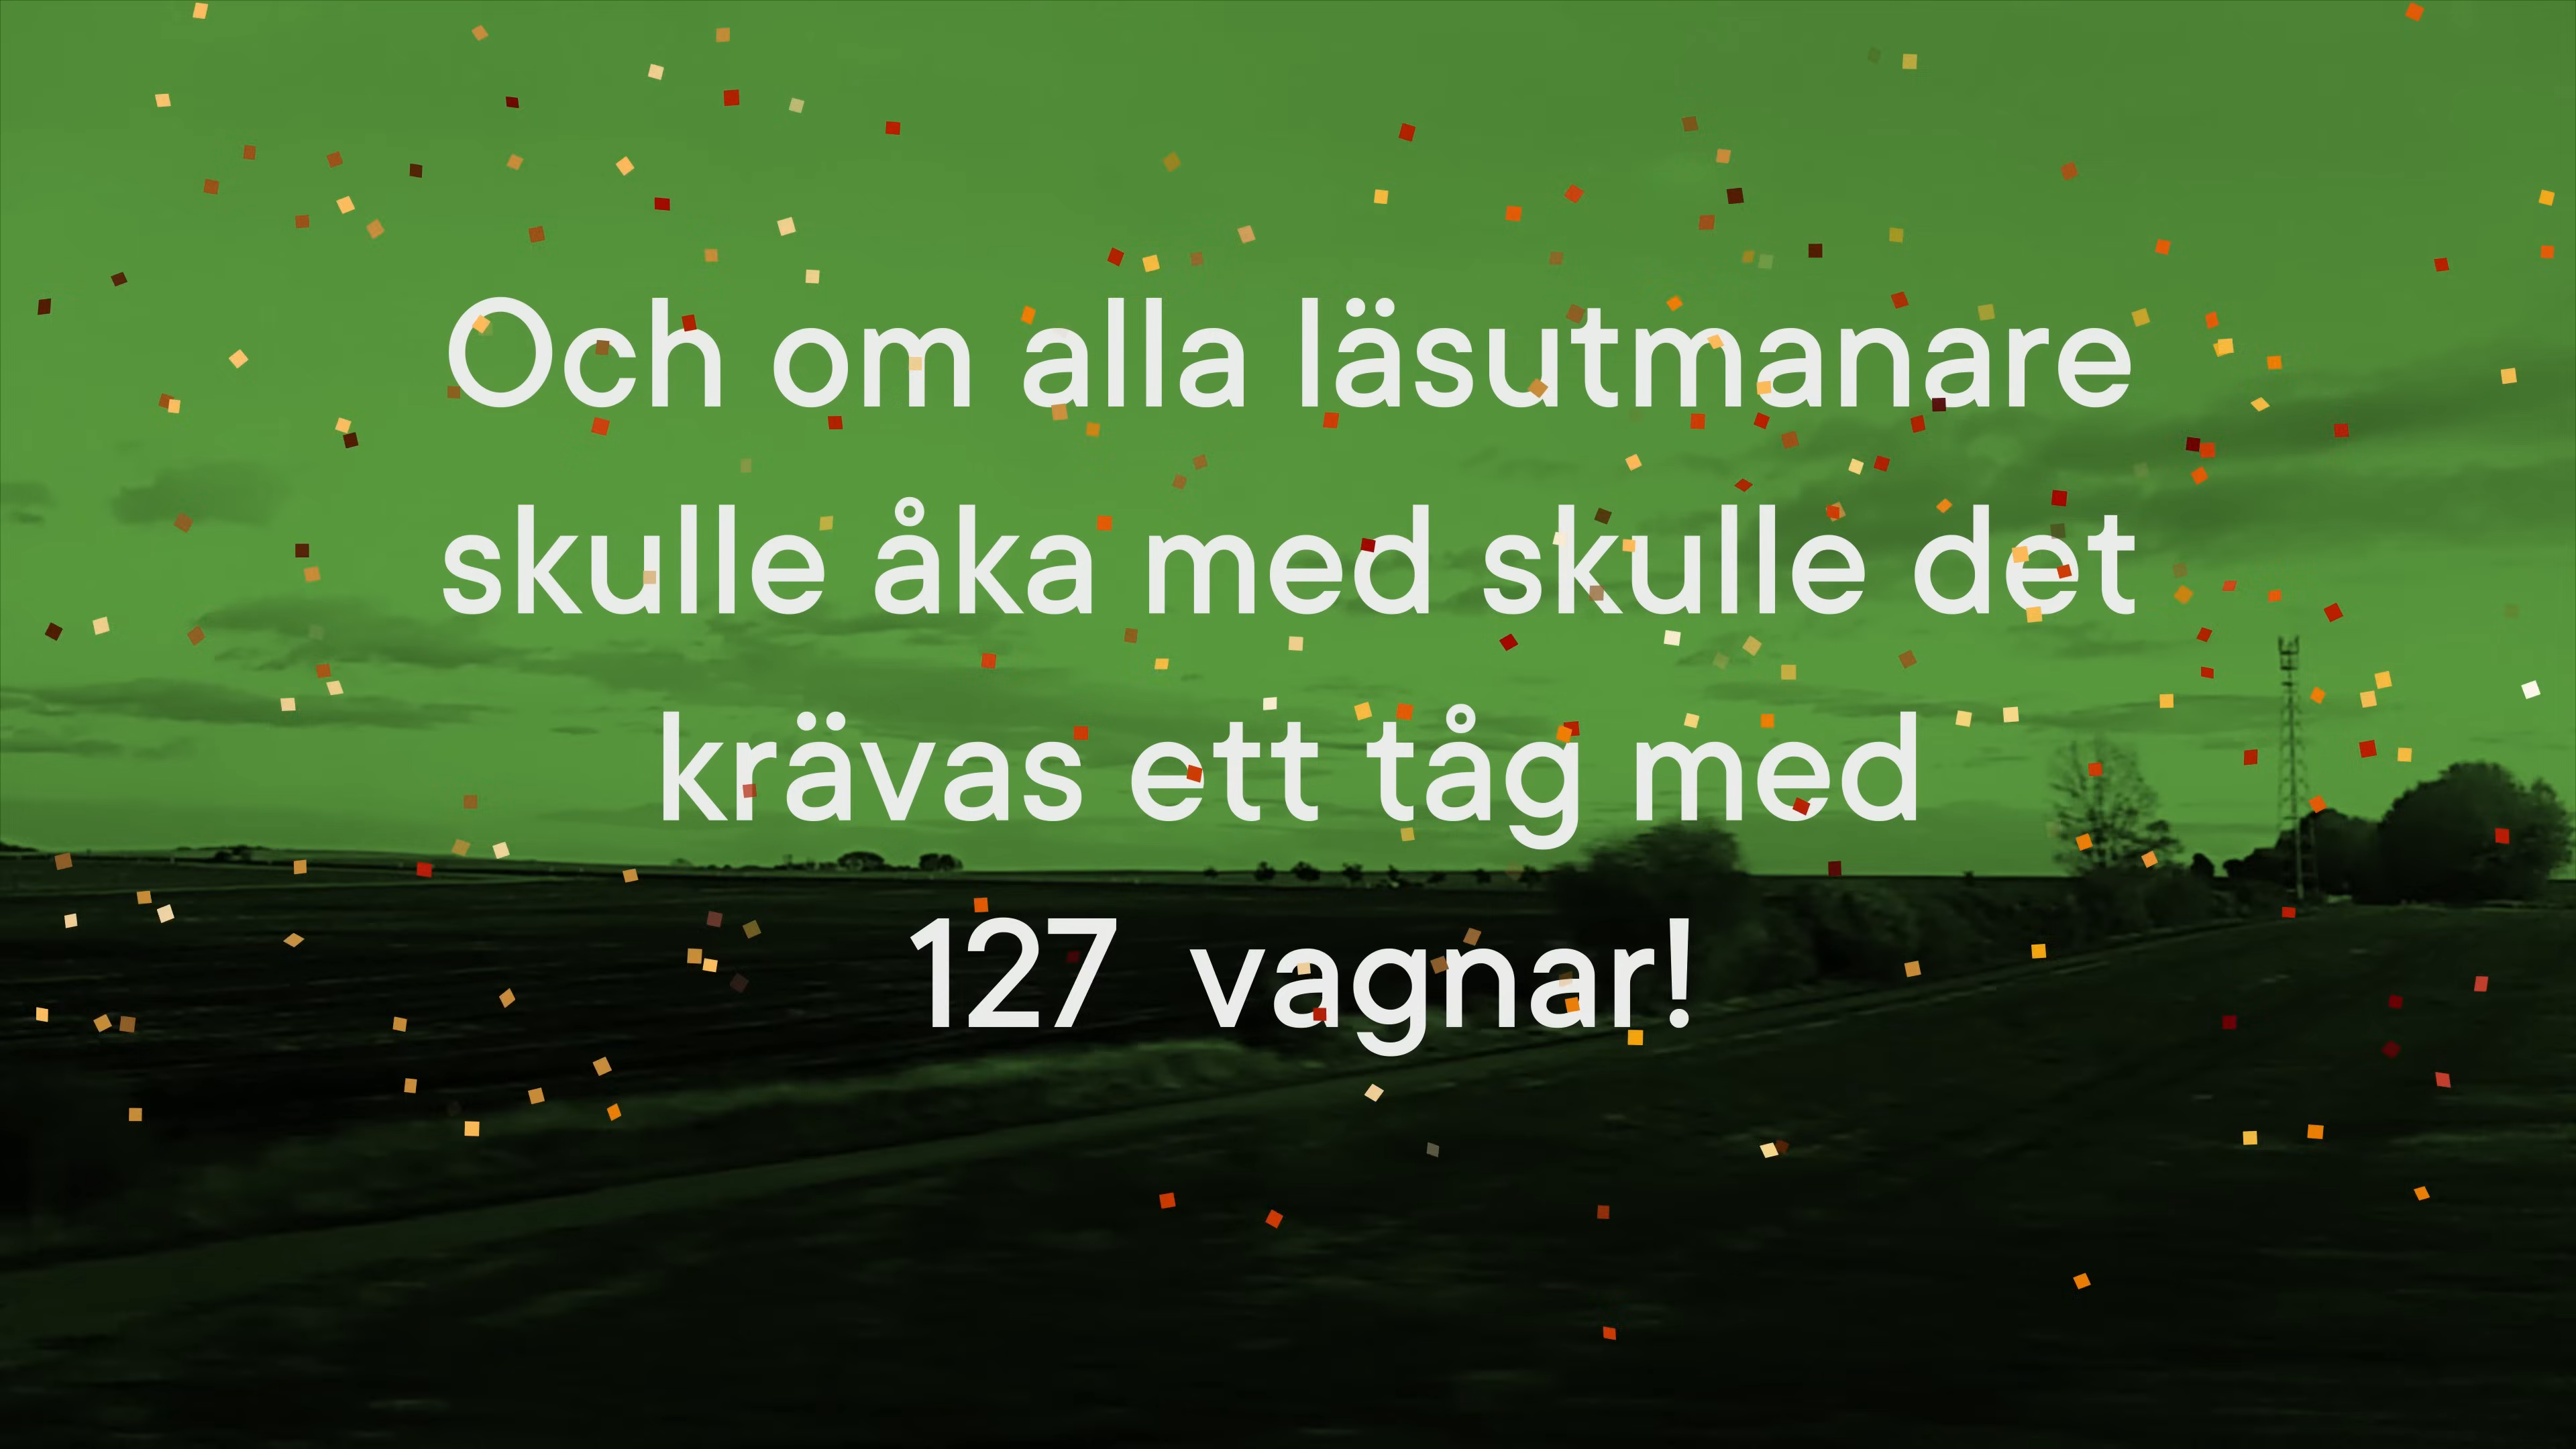 Och om alla läsutmanare
skulle åka med skulle det
krävas ett tåg med
127 vagnar!